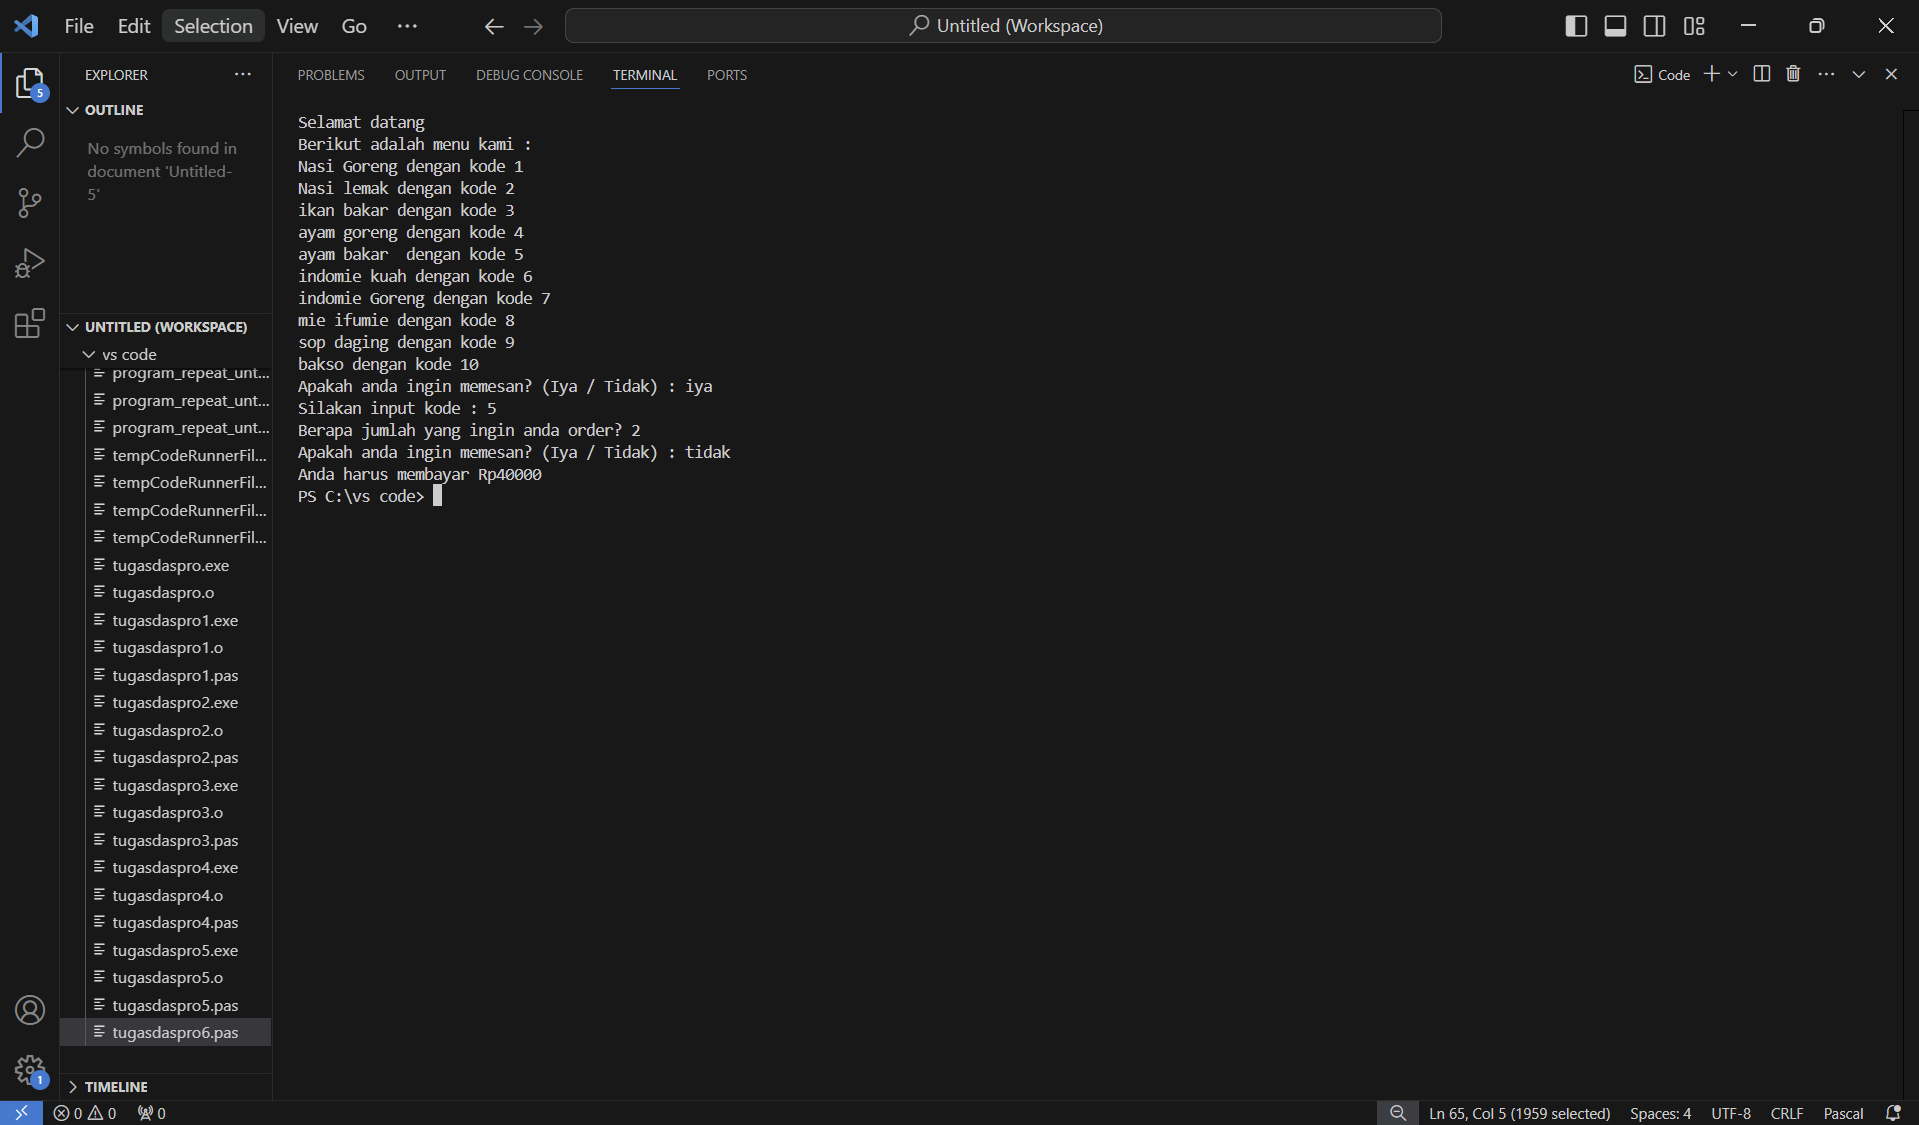 File Edit Selection View Go ··· Untitled (Workspace)
EXPLORER ···
OUTLINE
No symbols found in
document 'Untitled-
5'
UNTITLED (WORKSPACE)
vs code
program_repeat_unt...
program_repeat_unt...
program_repeat_unt...
tempCodeRunnerFil...
tempCodeRunnerFil...
tempCodeRunnerFil...
tempCodeRunnerFil...
tugasdaspro.exe
tugasdaspro.o
tugasdaspro1.exe
tugasdaspro1.o
tugasdaspro1.pas
tugasdaspro2.exe
tugasdaspro2.o
tugasdaspro2.pas
tugasdaspro3.exe
tugasdaspro3.o
tugasdaspro3.pas
tugasdaspro4.exe
tugasdaspro4.o
tugasdaspro4.pas
tugasdaspro5.exe
tugasdaspro5.o
tugasdaspro5.pas
tugasdaspro6.pas
TIMELINE
5
1
PROBLEMS OUTPUT DEBUG CONSOLE TERMINAL PORTS Code
Selamat datang
Berikut adalah menu kami :
Nasi Goreng dengan kode 1
Nasi lemak dengan kode 2
ikan bakar dengan kode 3
ayam goreng dengan kode 4
ayam bakar  dengan kode 5
indomie kuah dengan kode 6
indomie Goreng dengan kode 7
mie ifumie dengan kode 8
sop daging dengan kode 9
bakso dengan kode 10
Apakah anda ingin memesan? (Iya / Tidak) : iya
Silakan input kode : 5
Berapa jumlah yang ingin anda order? 2
Apakah anda ingin memesan? (Iya / Tidak) : tidak
Anda harus membayar Rp40000
PS C:\vs code>
0 0 0 Ln 65, Col 5 (1959 selected) Spaces: 4 UTF-8 CRLF Pascal